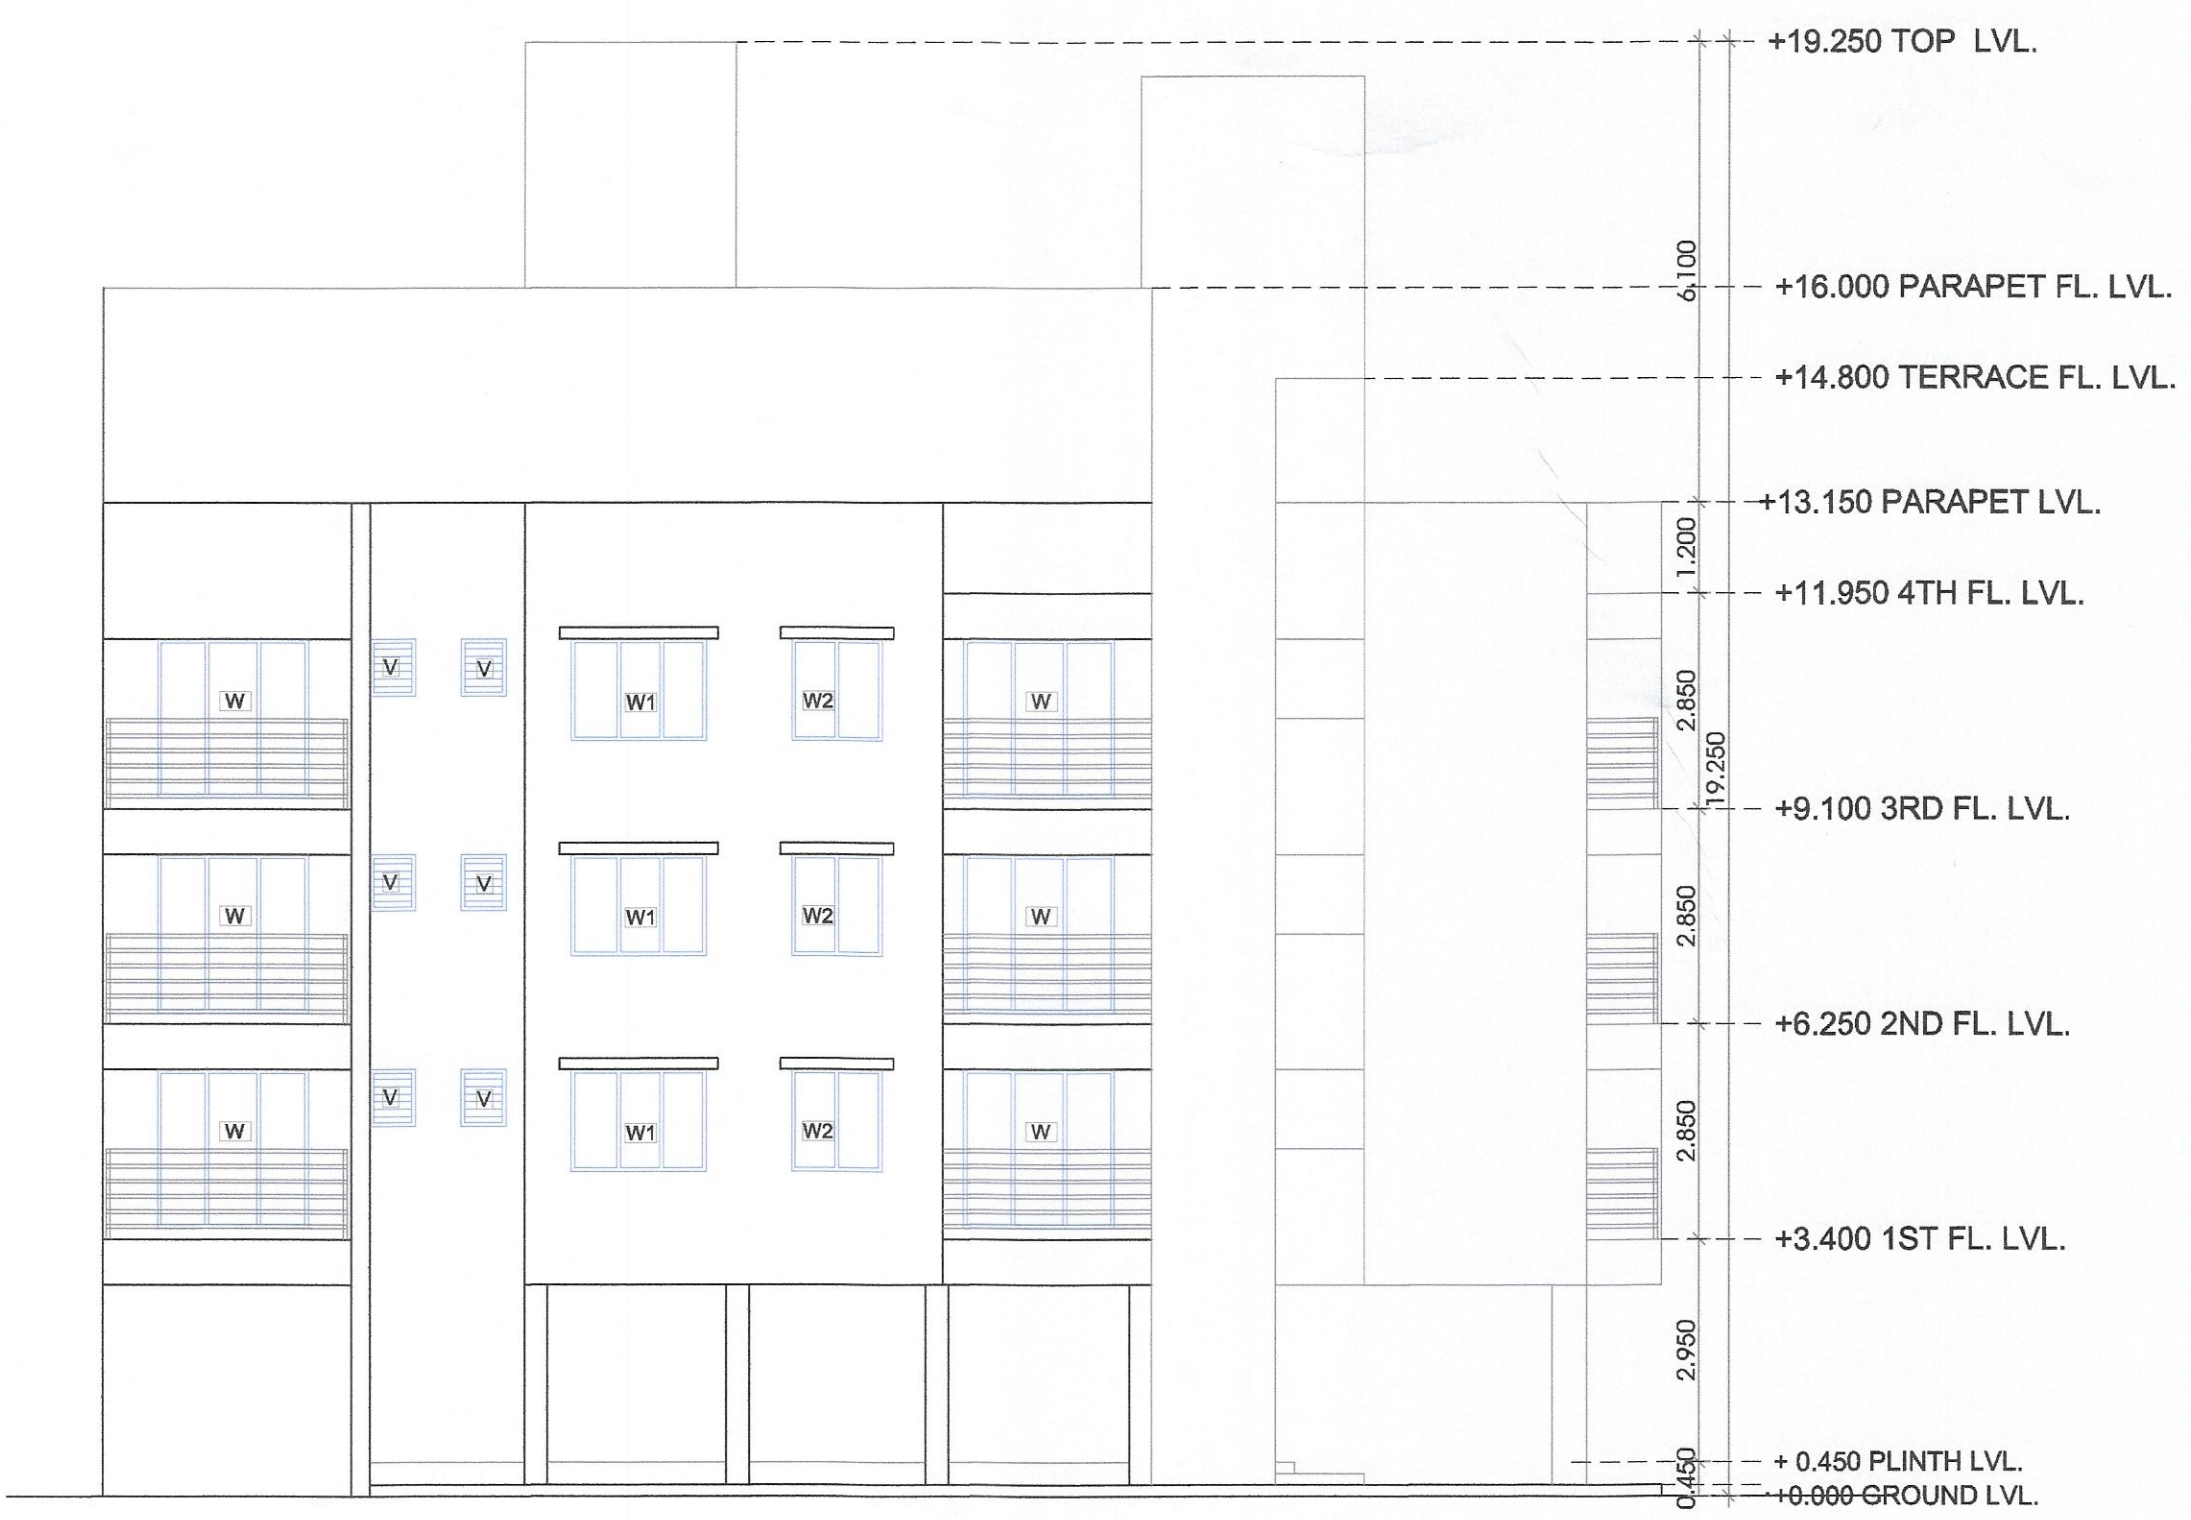 +19.250 TOP LVL.
6.100
+16.000 PARAPET FL. LVL.
+14.800 TERRACE FL. LVL.
+13.150 PARAPET LVL.
1.200
+11.950 4TH FL. LVL.
V V
W W1 W2 W
2.850
19.250
+9.100 3RD FL. LVL.
V V
W W1 W2 W
2.850
+6.250 2ND FL. LVL.
V V
W W1 W2 W
2.850
+3.400 1ST FL. LVL.
2.950
+ 0.450 PLINTH LVL.
0.450
+0.000 GROUND LVL.